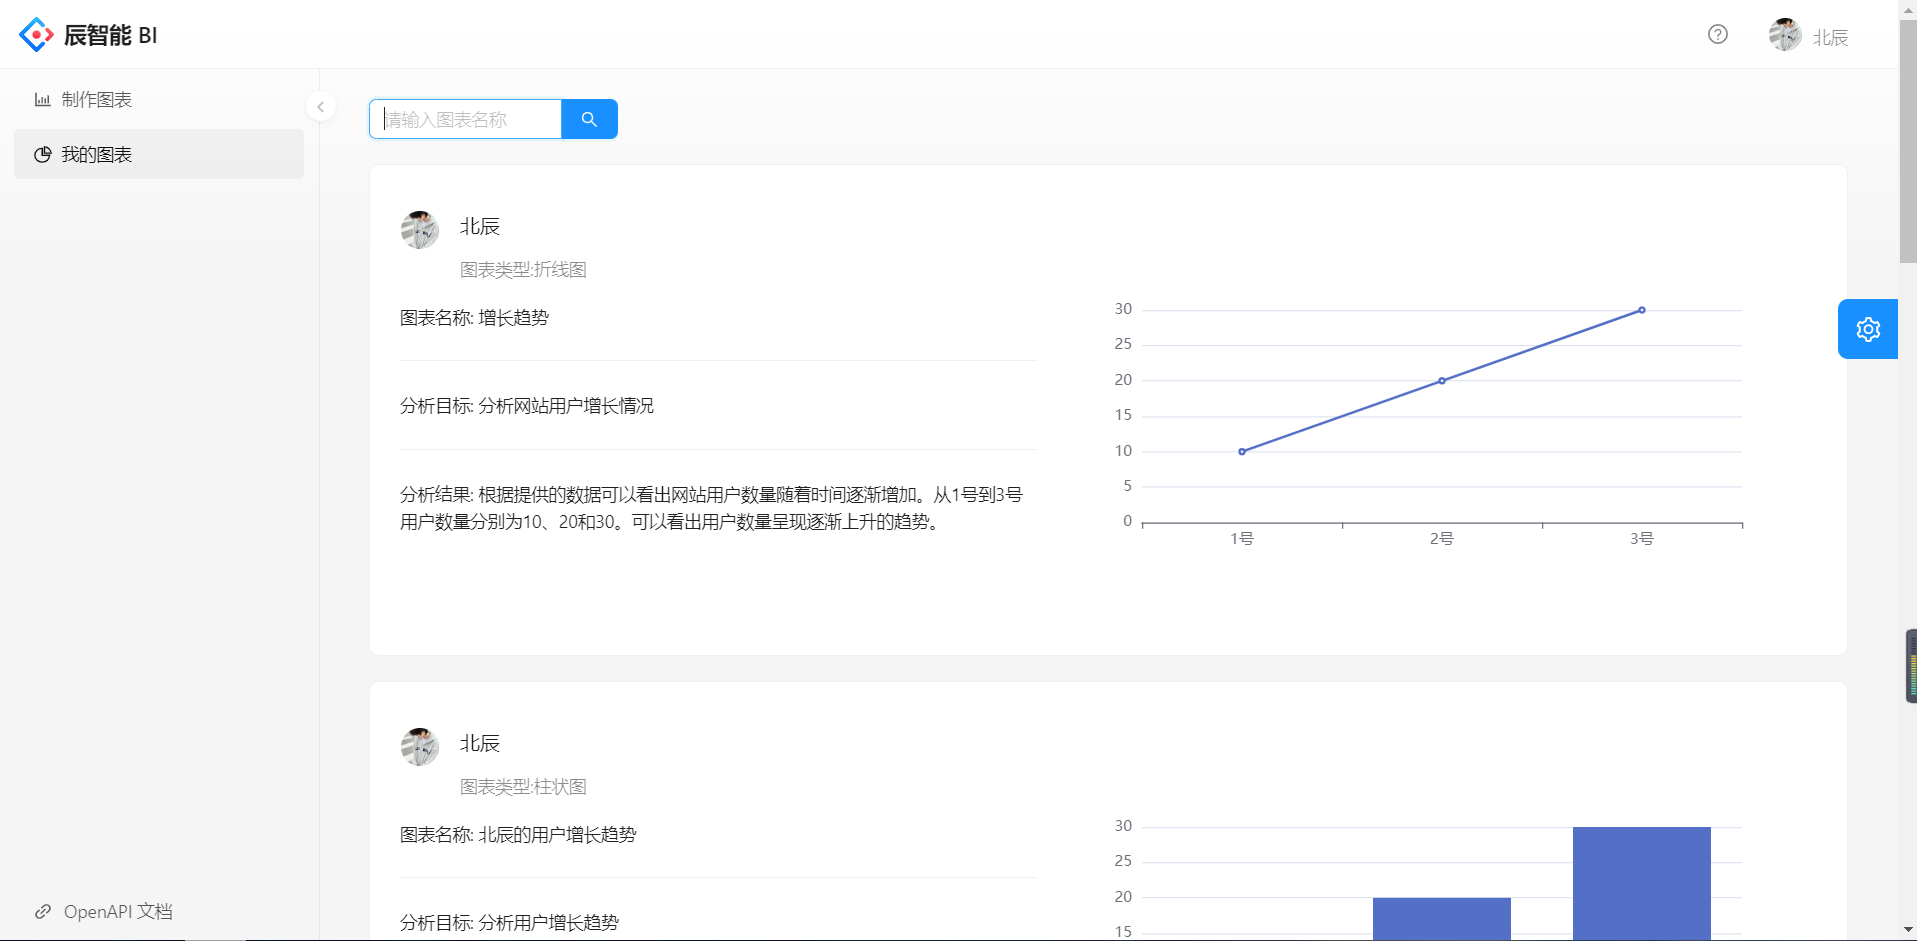 辰智能 BI
北辰
制作图表
我的图表
请输入图表名称
北辰
图表类型:折线图
图表名称: 增长趋势
分析目标: 分析网站用户增长情况
分析结果: 根据提供的数据可以看出网站用户数量随着时间逐渐增加。从1号到3号
用户数量分别为10、20和30。可以看出用户数量呈现逐渐上升的趋势。
30
25
20
15
10
5
0
1号 2号 3号
北辰
图表类型:柱状图
图表名称: 北辰的用户增长趋势
分析目标: 分析用户增长趋势
30
25
20
15
OpenAPI 文档